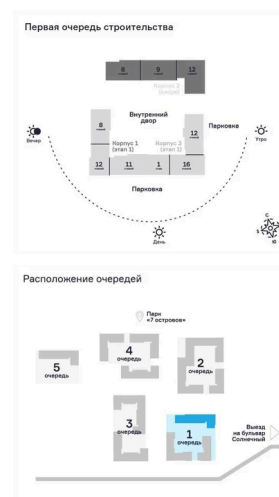 Первая очередь строительства
8 9 12
Корпус 3
8
Внутренний
двор
12
Парковка
Корпус 1
(этап 1)
Корпус 2
(этап 1)
Вечер
Утро
12 11 1 16
Парковка
День
С
Ю
Расположение очередей
Парк
«7 островов»
4
очередь
5
очередь
2
очередь
3
очередь
1
очередь
Выезд
на бульвар
Солнечный